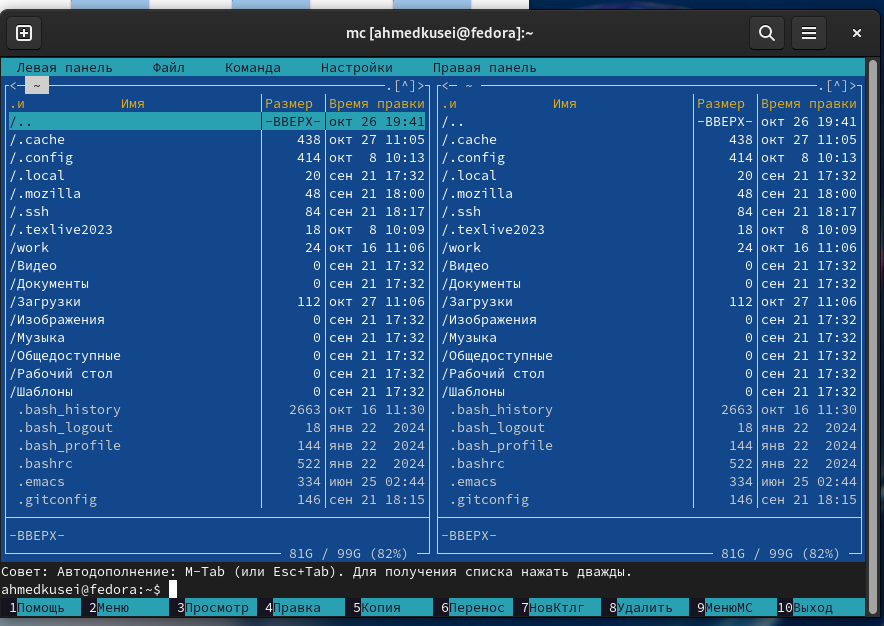 mc [ahmedkusei@fedora]:~
Левая панель Файл Команда Настройки Правая панель
<— ~ .[^]> <— ~ .[^]>
.и Имя Размер Время правки .и Имя Размер Время правки
/.. -ВВЕРХ- окт 26 19:41 /.. -ВВЕРХ- окт 26 19:41
/.cache 438 окт 27 11:05 /.cache 438 окт 27 11:05
/.config 414 окт 8 10:13 /.config 414 окт 8 10:13
/.local 20 сен 21 17:32 /.local 20 сен 21 17:32
/.mozilla 48 сен 21 18:00 /.mozilla 48 сен 21 18:00
/.ssh 84 сен 21 18:17 /.ssh 84 сен 21 18:17
/.texlive2023 18 окт 8 10:09 /.texlive2023 18 окт 8 10:09
/work 24 окт 16 11:06 /work 24 окт 16 11:06
/Видео 0 сен 21 17:32 /Видео 0 сен 21 17:32
/Документы 0 сен 21 17:32 /Документы 0 сен 21 17:32
/Загрузки 112 окт 27 11:06 /Загрузки 112 окт 27 11:06
/Изображения 0 сен 21 17:32 /Изображения 0 сен 21 17:32
/Музыка 0 сен 21 17:32 /Музыка 0 сен 21 17:32
/Общедоступные 0 сен 21 17:32 /Общедоступные 0 сен 21 17:32
/Рабочий стол 0 сен 21 17:32 /Рабочий стол 0 сен 21 17:32
/Шаблоны 0 сен 21 17:32 /Шаблоны 0 сен 21 17:32
.bash_history 2663 окт 16 11:30 .bash_history 2663 окт 16 11:30
.bash_logout 18 янв 22 2024 .bash_logout 18 янв 22 2024
.bash_profile 144 янв 22 2024 .bash_profile 144 янв 22 2024
.bashrc 522 янв 22 2024 .bashrc 522 янв 22 2024
.emacs 334 июн 25 02:44 .emacs 334 июн 25 02:44
.gitconfig 146 сен 21 18:15 .gitconfig 146 сен 21 18:15
-ВВЕРХ- -ВВЕРХ-
81G / 99G (82%) 81G / 99G (82%)
Совет: Автодополнение: M-Tab (или Esc+Tab). Для получения списка нажать дважды.
ahmedkusei@fedora:~$
1Помощь 2Меню 3Просмотр 4Правка 5Копия 6Перенос 7НовКтлг 8Удалить 9МенюМС 10Выход